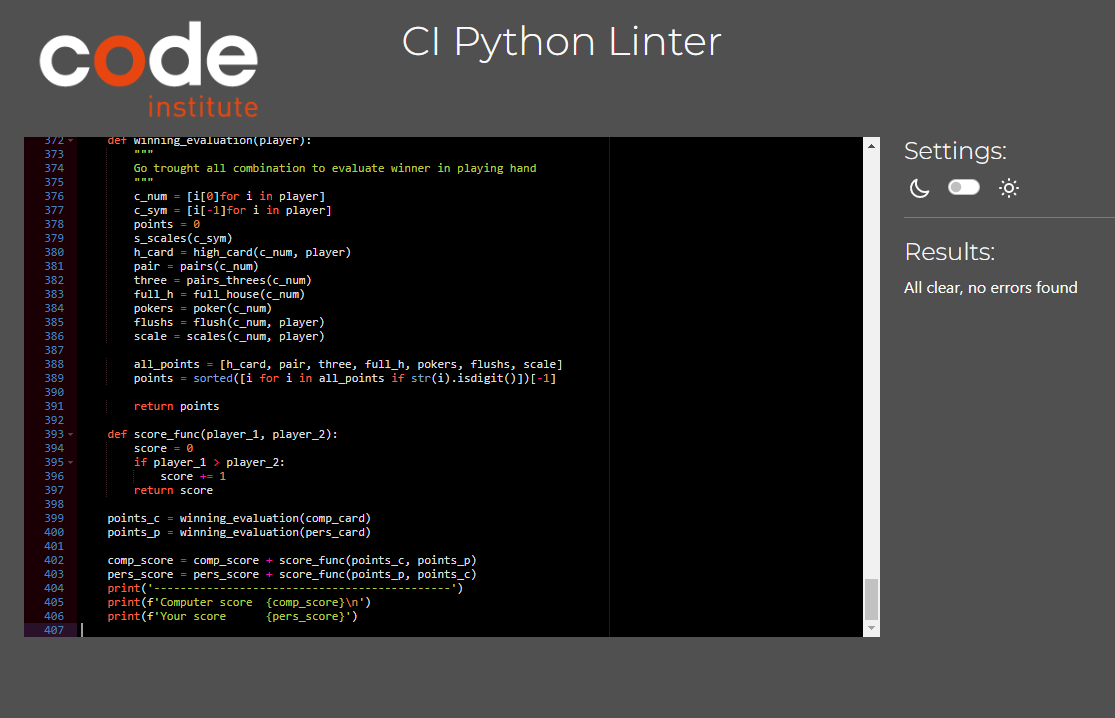 code
institute
CI Python Linter
372 def winning_evaluation(player):
373 """
374 Go trought all combination to evaluate winner in playing hand
375 """
376 c_num = [i[0]for i in player]
377 c_sym = [i[-1]for i in player]
378 points = 0
379 s_scales(c_sym)
380 h_card = high_card(c_num, player)
381 pair = pairs(c_num)
382 three = pairs_threes(c_num)
383 full_h = full_house(c_num)
384 pokers = poker(c_num)
385 flushs = flush(c_num, player)
386 scale = scales(c_num, player)
387
388 all_points = [h_card, pair, three, full_h, pokers, flushs, scale]
389 points = sorted([i for i in all_points if str(i).isdigit()])[-1]
390
391 return points
392
393 def score_func(player_1, player_2):
394 score = 0
395 if player_1 > player_2:
396 score += 1
397 return score
398
399 points_c = winning_evaluation(comp_card)
400 points_p = winning_evaluation(pers_card)
401
402 comp_score = comp_score + score_func(points_c, points_p)
403 pers_score = pers_score + score_func(points_p, points_c)
404 print('---------------------------------------------')
405 print(f'Computer score  {comp_score}\n')
406 print(f'Your score      {pers_score}')
407
Settings:
Results:
All clear, no errors found